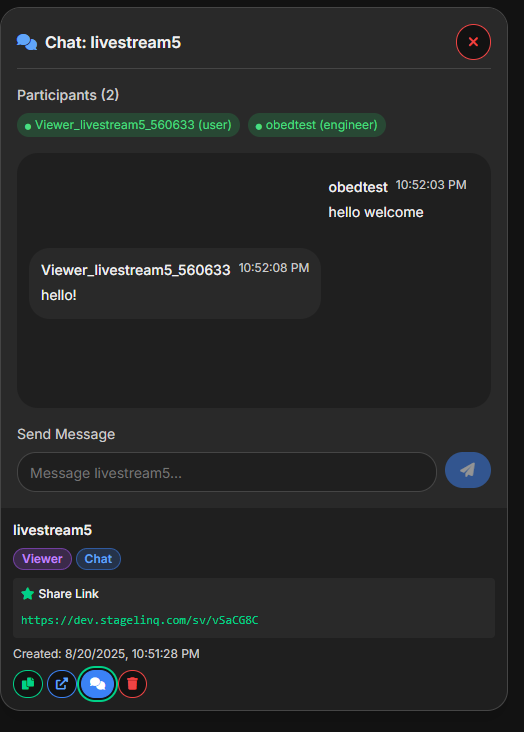 Chat: livestream5
Participants (2)
Viewer_livestream5_560633 (user) obedtest (engineer)
obedtest 10:52:03 PM
hello welcome
Viewer_livestream5_560633 10:52:08 PM
hello!
Send Message
Message livestream5...
livestream5
Viewer Chat
Share Link
https://dev.stagelinq.com/sv/vSaCG8C
Created: 8/20/2025, 10:51:28 PM